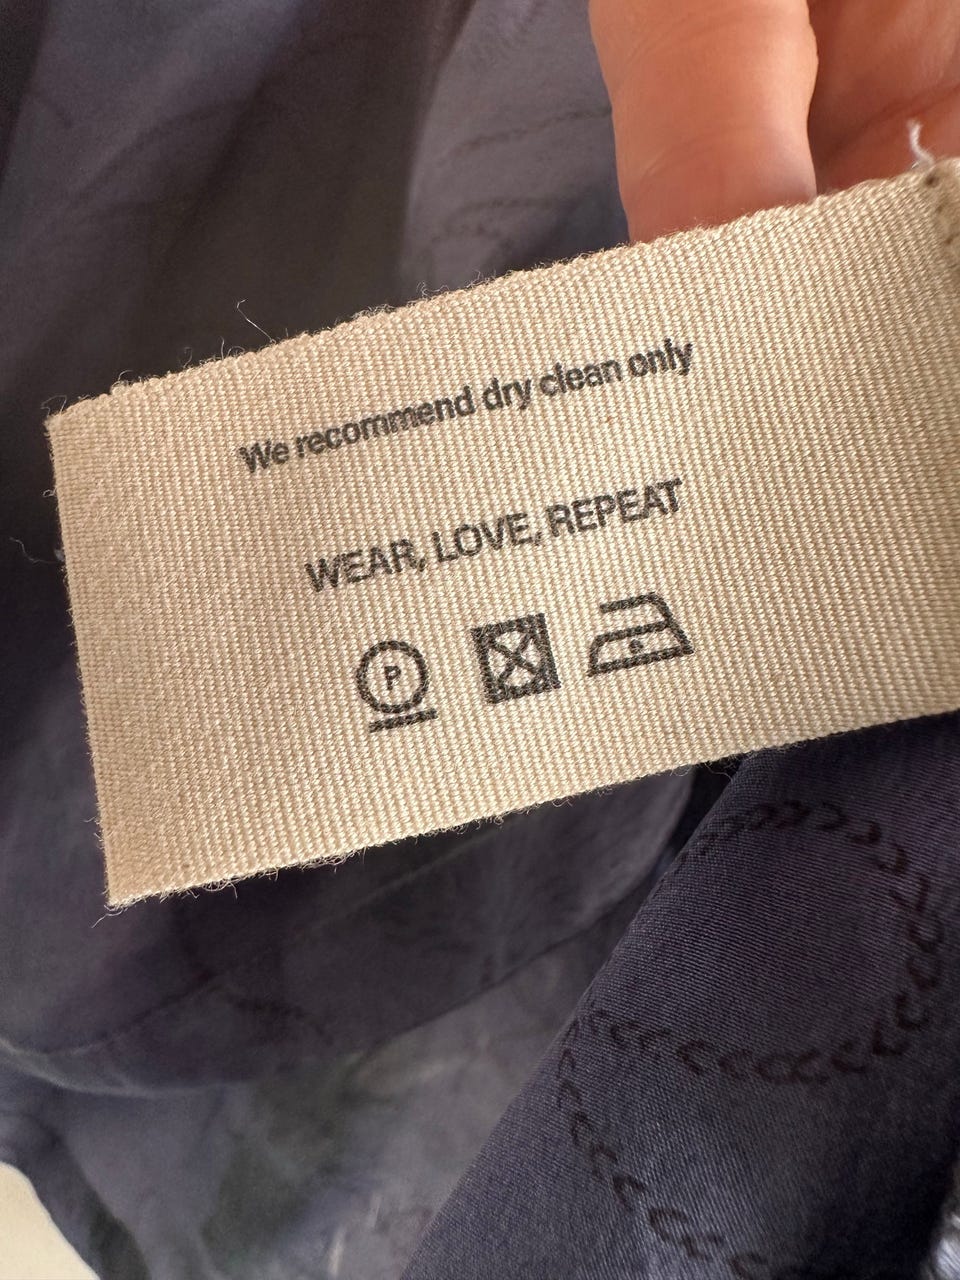 We recommend dry clean only
WEAR, LOVE, REPEAT
P